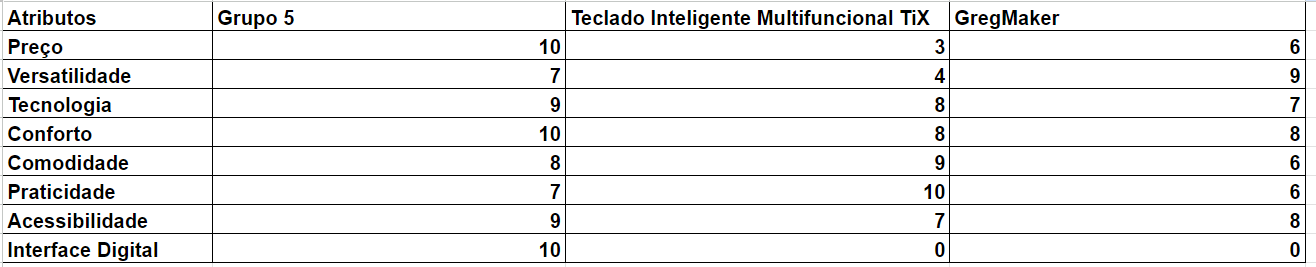 Atributos Grupo 5 Teclado Inteligente Multifuncional TiX GregMaker
Preço 10 3 6
Versatilidade 7 4 9
Tecnologia 9 8 7
Conforto 10 8 8
Comodidade 8 9 6
Praticidade 7 10 6
Acessibilidade 9 7 8
Interface Digital 10 0 0